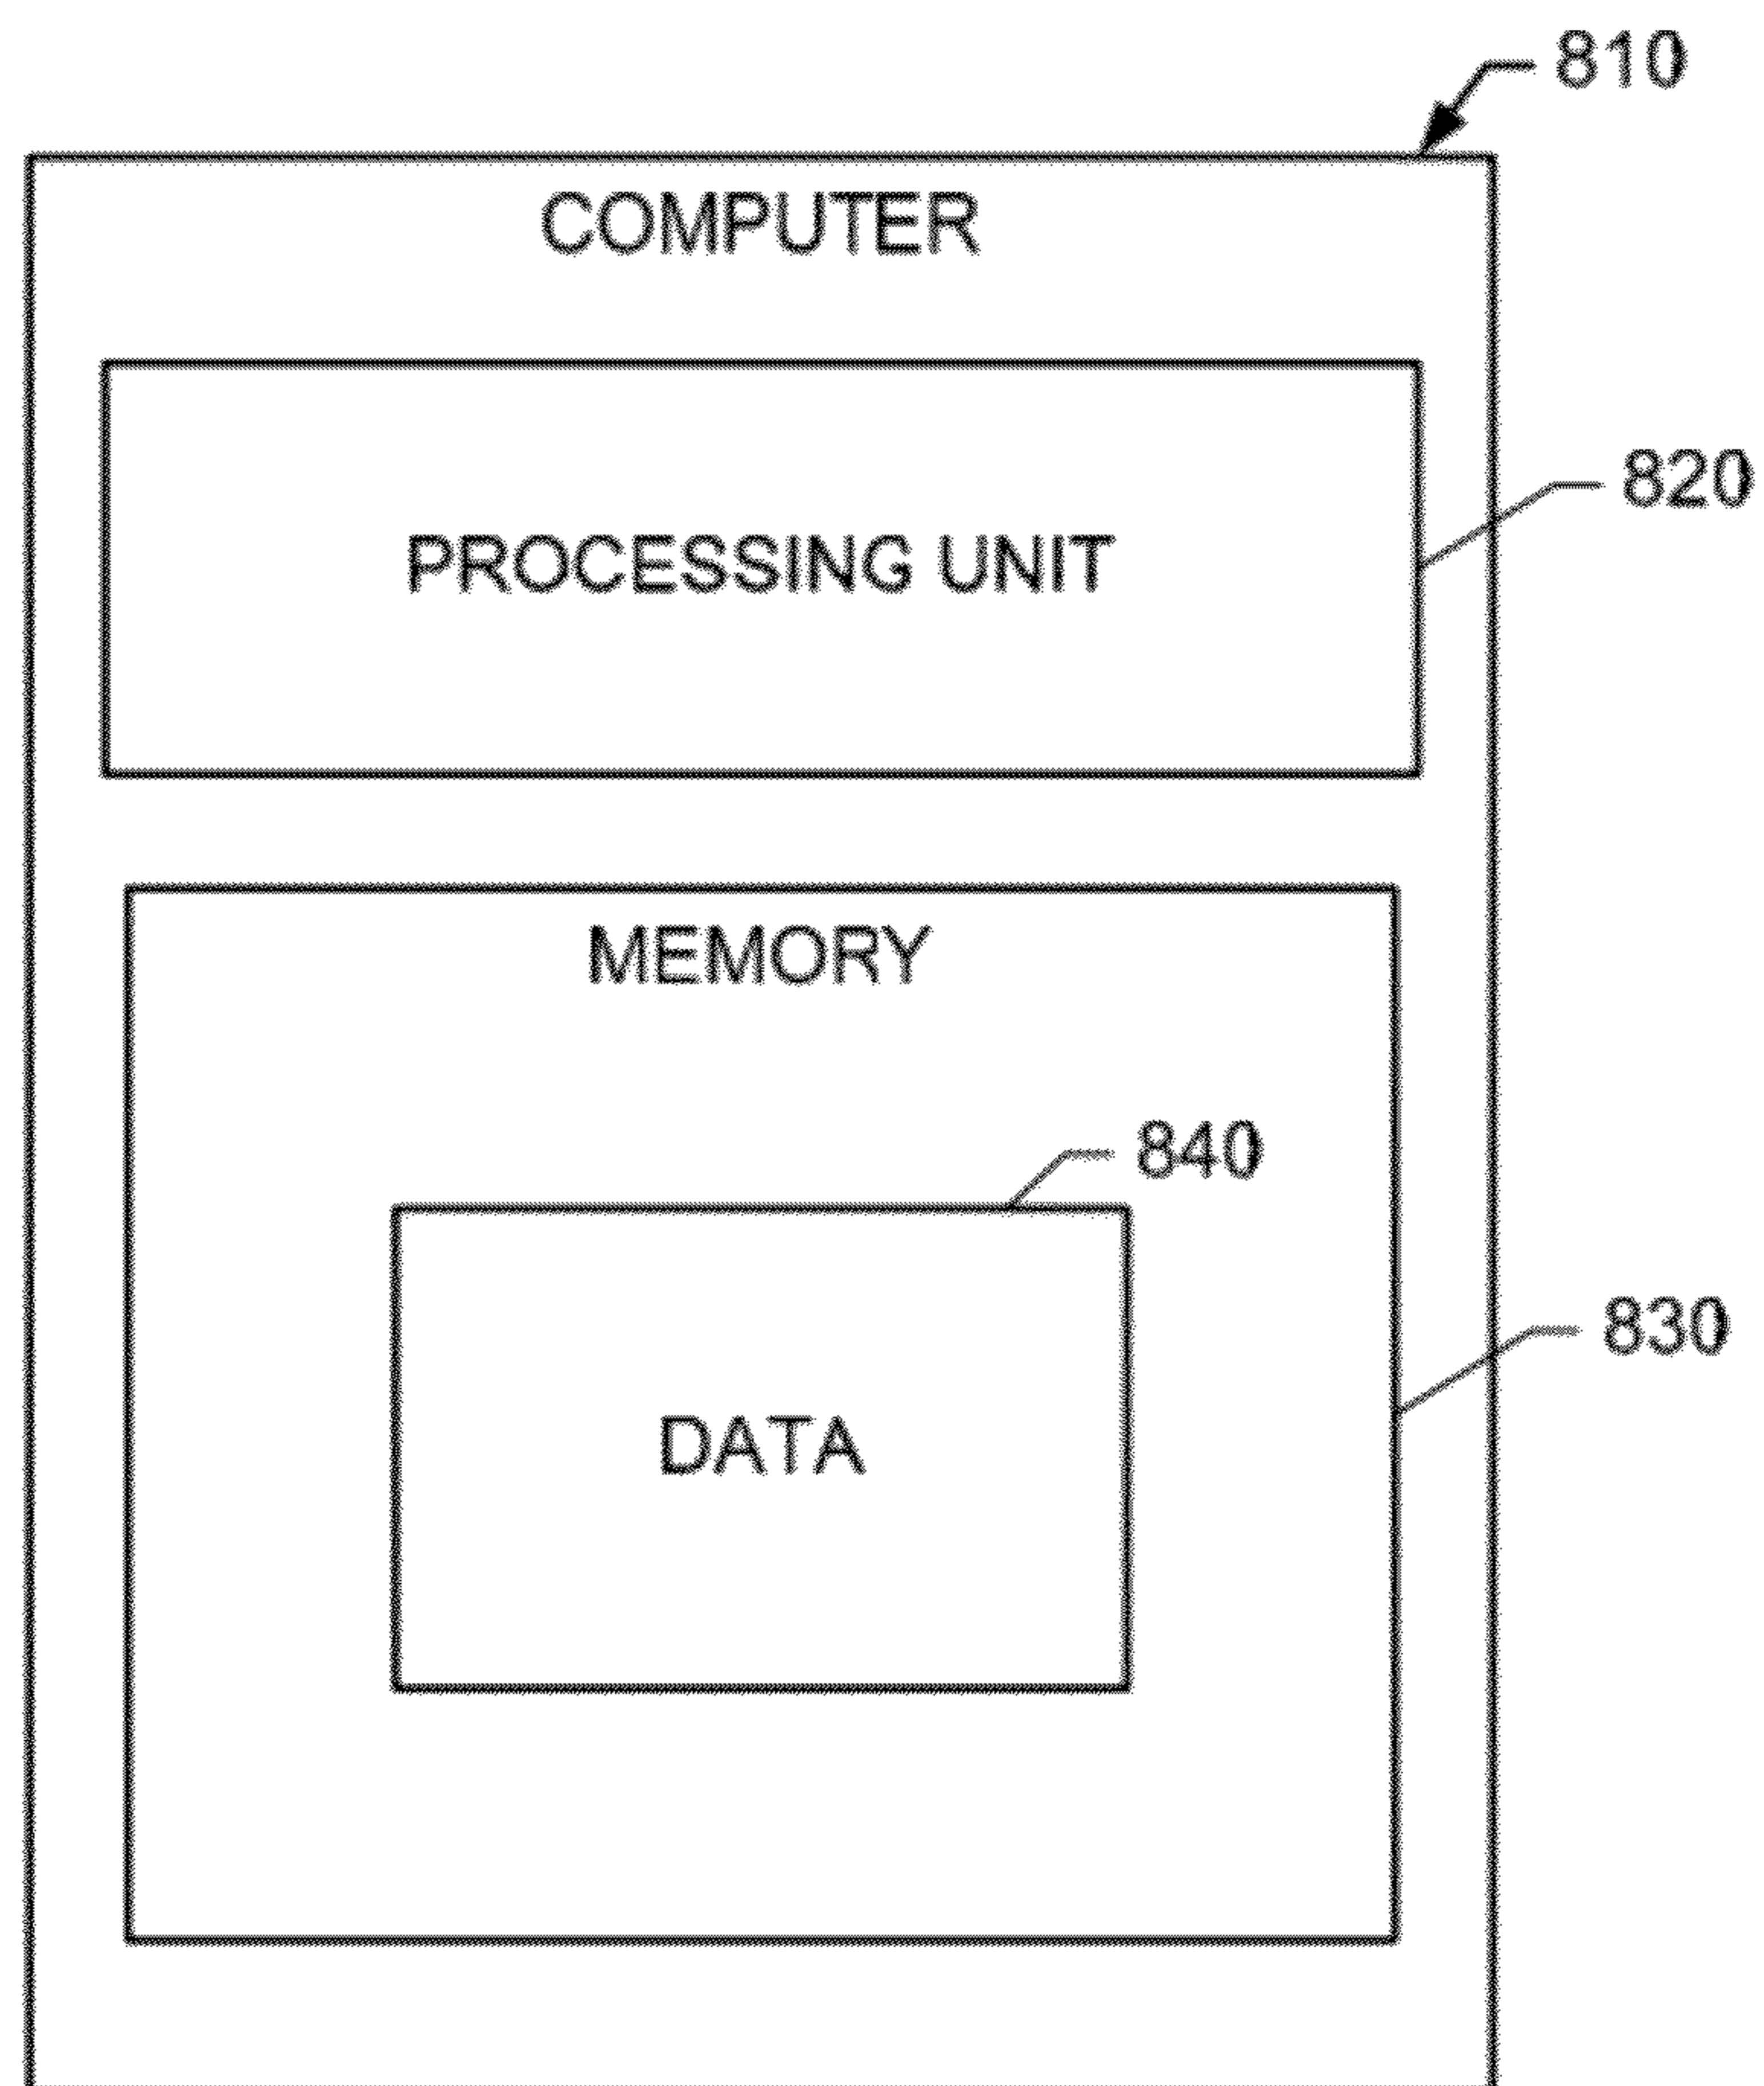 810
COMPUTER
820
PROCESSING UNIT
MEMORY
840
830
DATA